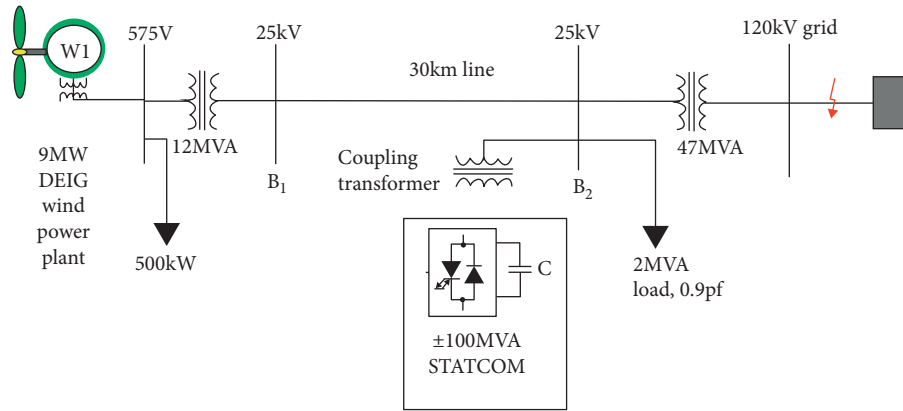 W1
575V
25kV
25kV
120kV grid
30km line
12MVA
47MVA
9MW
DEIG
wind
power
plant
B1
Coupling
transformer
B2
500kW
C
±100MVA
STATCOM
2MVA
load, 0.9pf